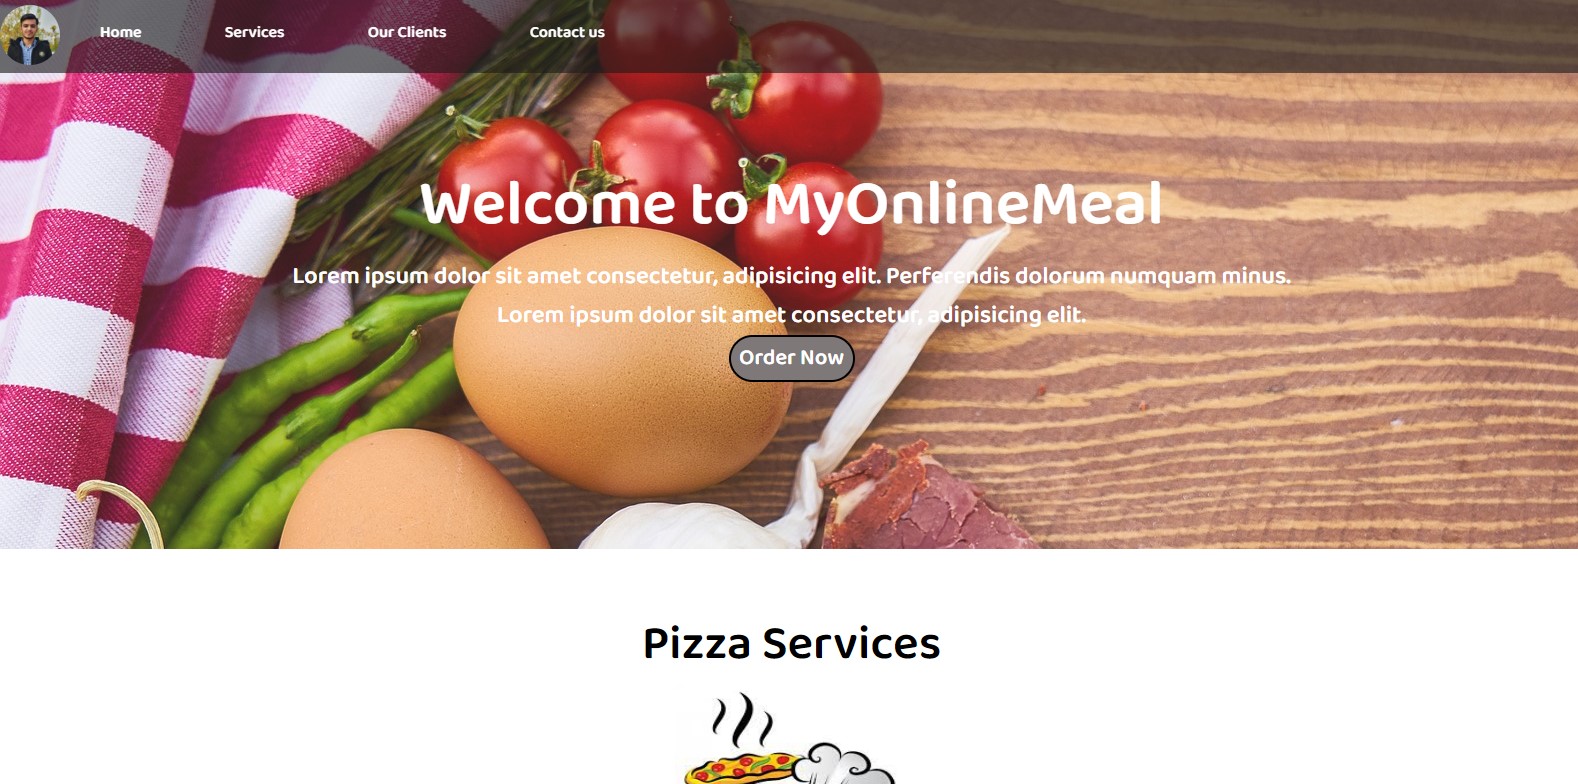 Home Services Our Clients Contact us
Welcome to MyOnlineMeal
Lorem ipsum dolor sit amet consectetur, adipisicing elit. Perferendis dolorum numquam minus.
Lorem ipsum dolor sit amet consectetur, adipisicing elit.
Order Now
Pizza Services